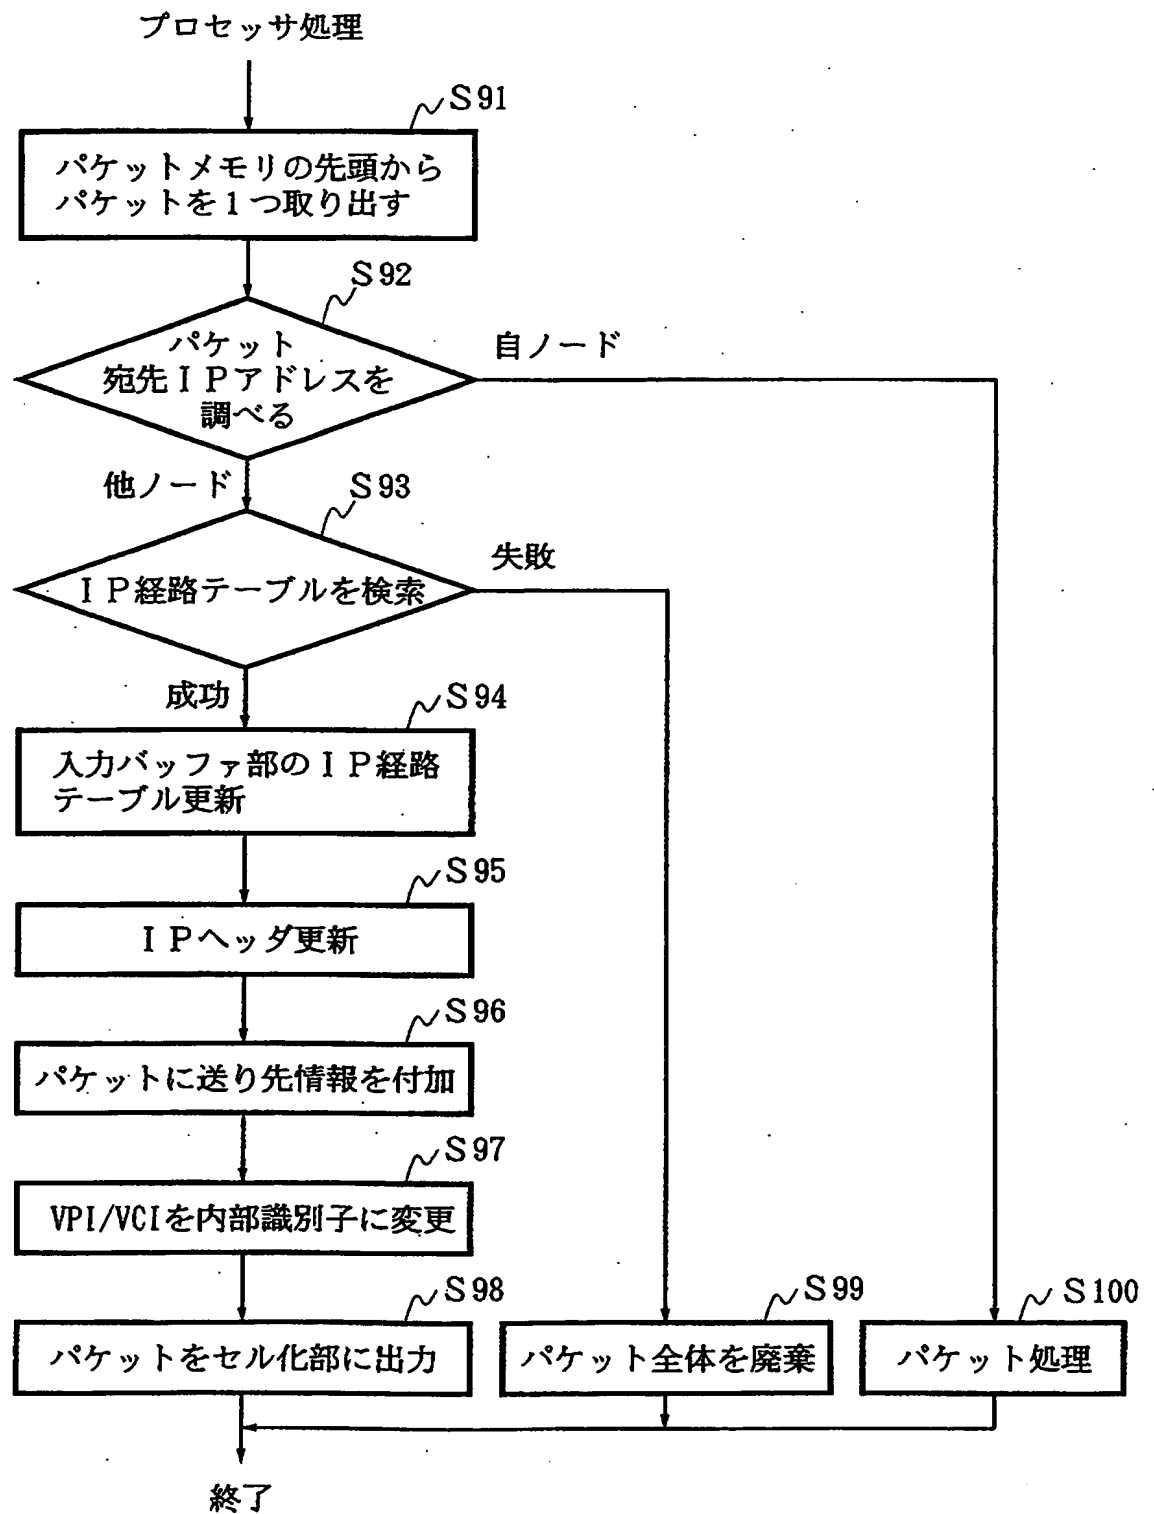 プロセッサ処理
S91
パケットメモリの先頭から
パケットを1つ取り出す
S92
パケット
宛先IPアドレスを
調べる
自ノード
他ノード
S93
IP経路テーブルを検索
失敗
成功
S94
入力バッファ部のIP経路
テーブル更新
S95
IPヘッダ更新
S96
パケットに送り先情報を付加
S97
VPI/VCIを内部識別子に変更
S98
パケットをセル化部に出力
S99
パケット全体を廃棄
S100
パケット処理
終了